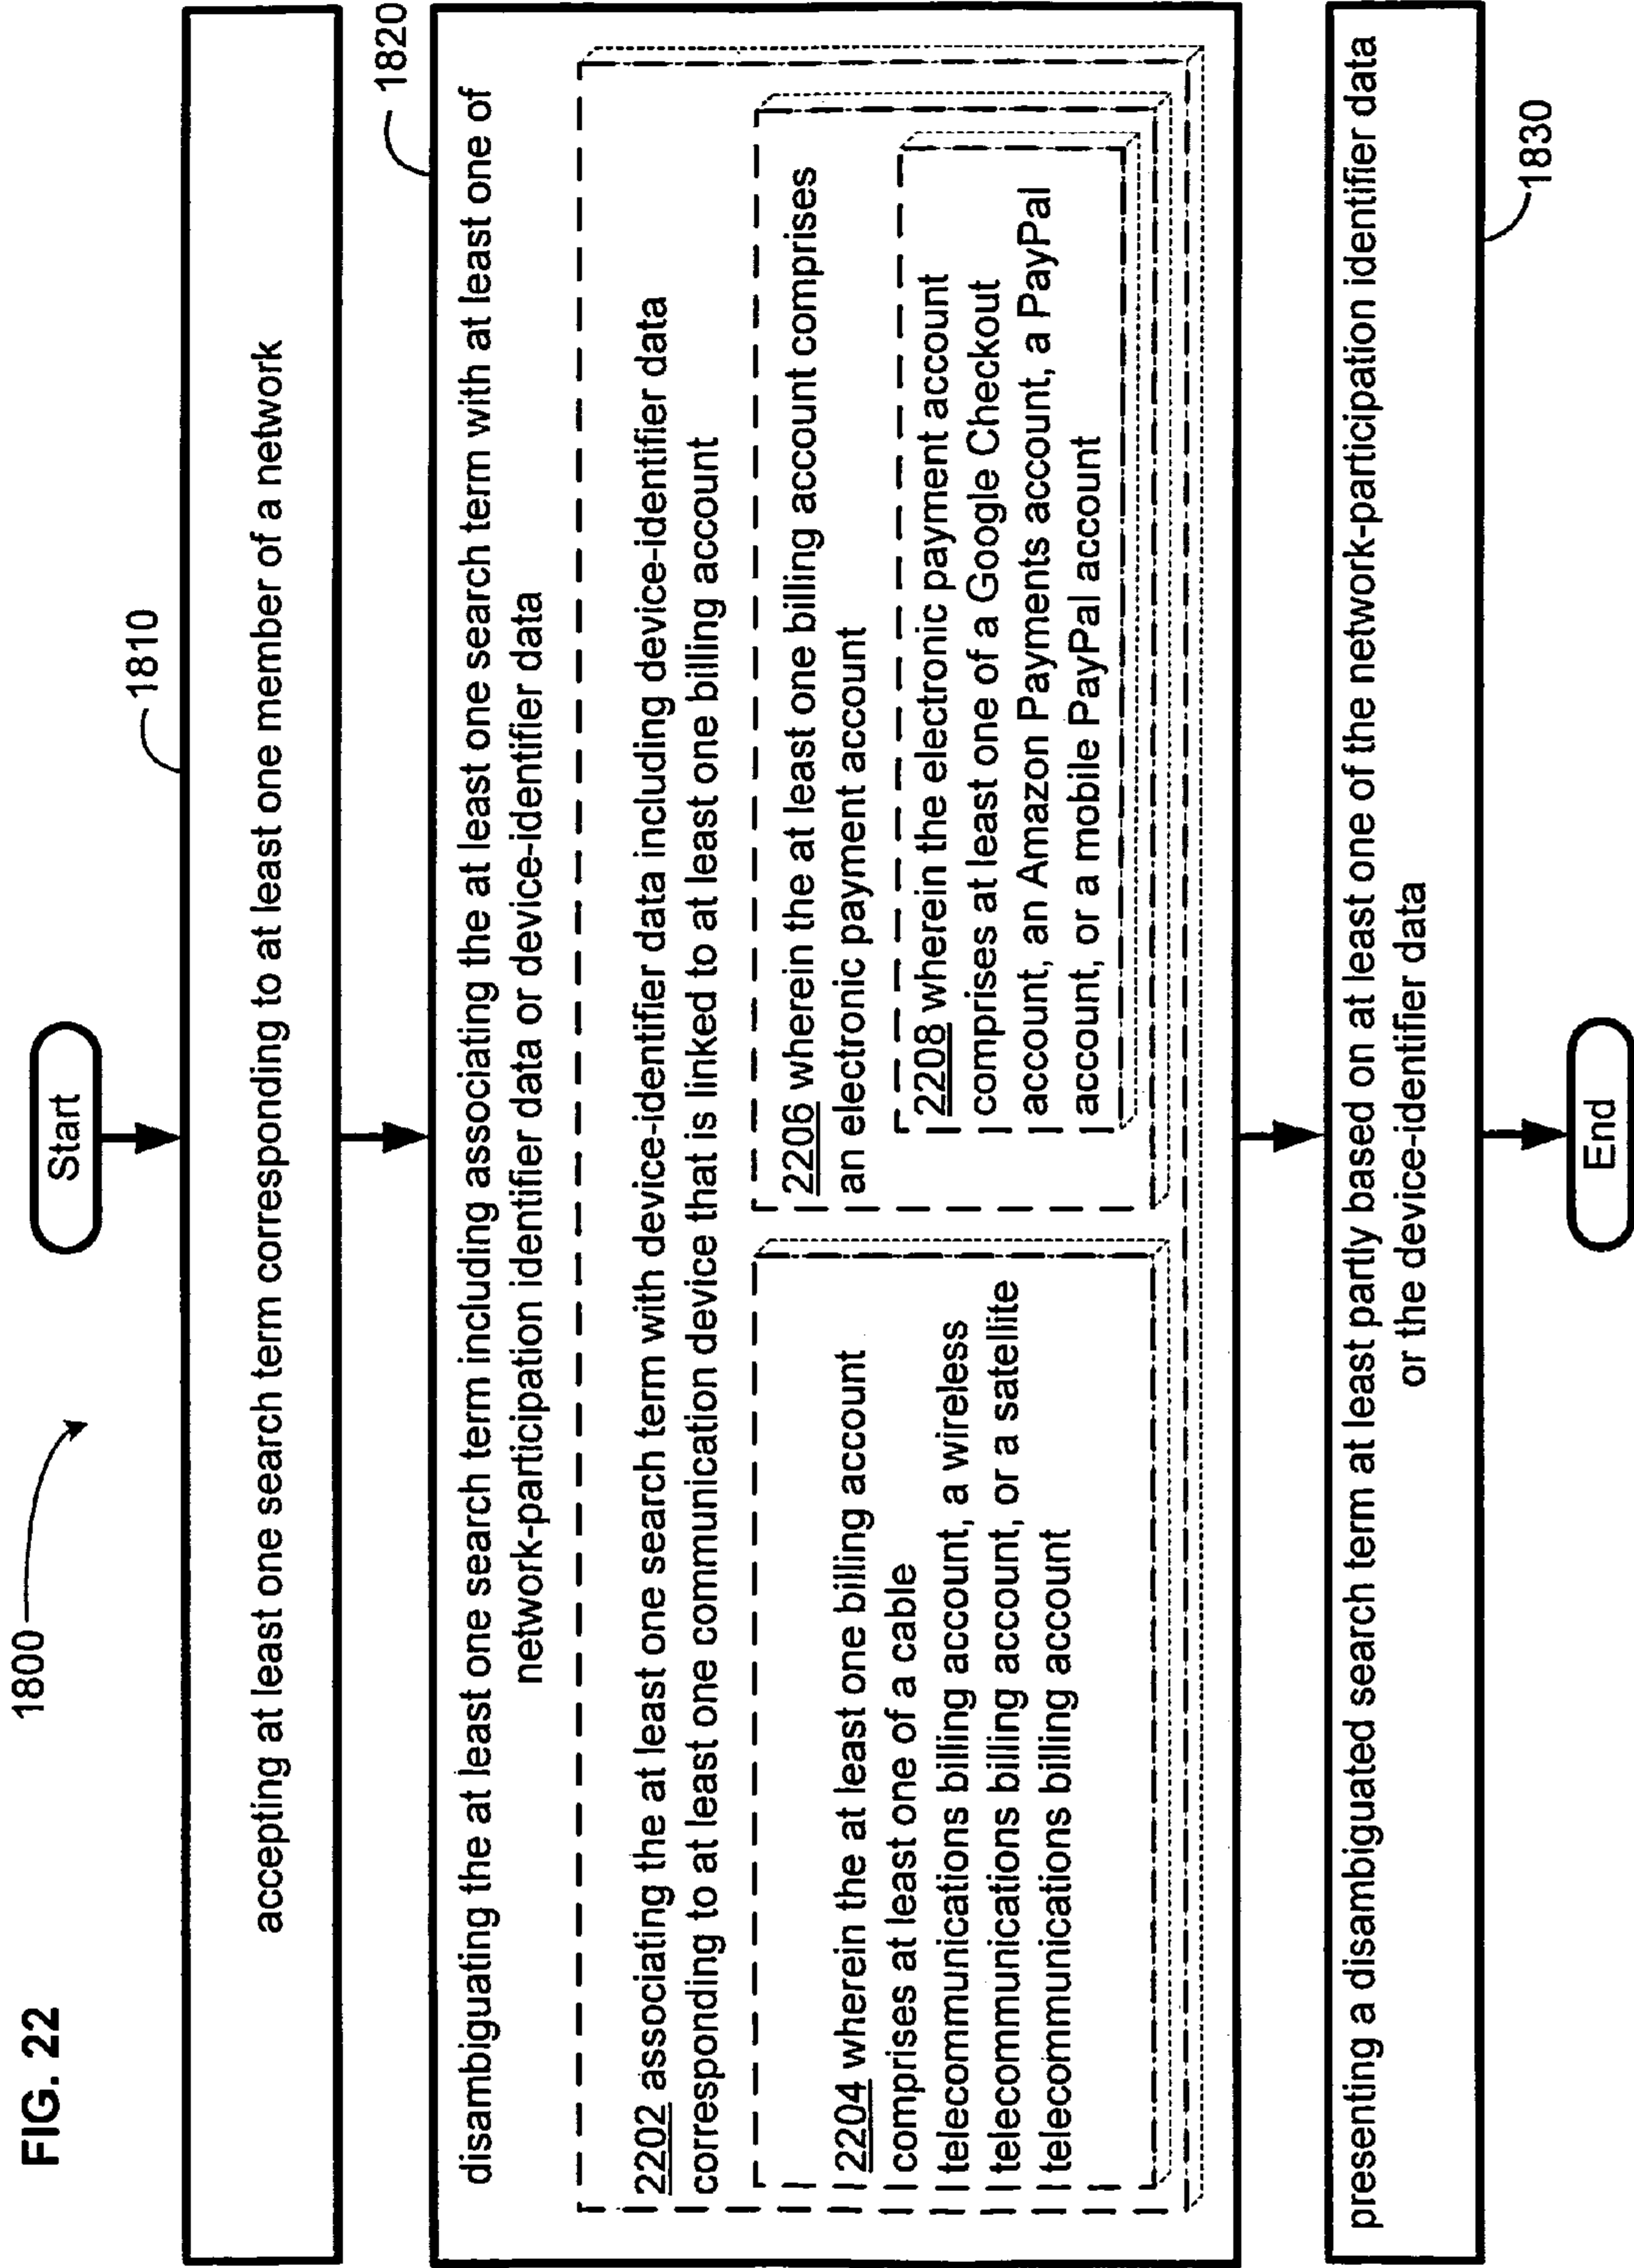 FIG. 22
1800
Start
1810
accepting at least one search term corresponding to at least one member of a network
1820
disambiguating the at least one search term including associating the at least one search term with at least one of
network-participation identifier data or device-identifier data
2202 associating the at least one search term with device-identifier data including device-identifier data
corresponding to at least one communication device that is linked to at least one billing account
2204 wherein the at least one billing account
comprises at least one of a cable
telecommunications billing account, a wireless
telecommunications billing account, or a satellite
telecommunications billing account
2206 wherein the at least one billing account comprises
an electronic payment account
2208 wherein the electronic payment account
comprises at least one of a Google Checkout
account, an Amazon Payments account, a PayPal
account, or a mobile PayPal account
presenting a disambiguated search term at least partly based on at least one of the network-participation identifier data
or the device-identifier data
1830
End